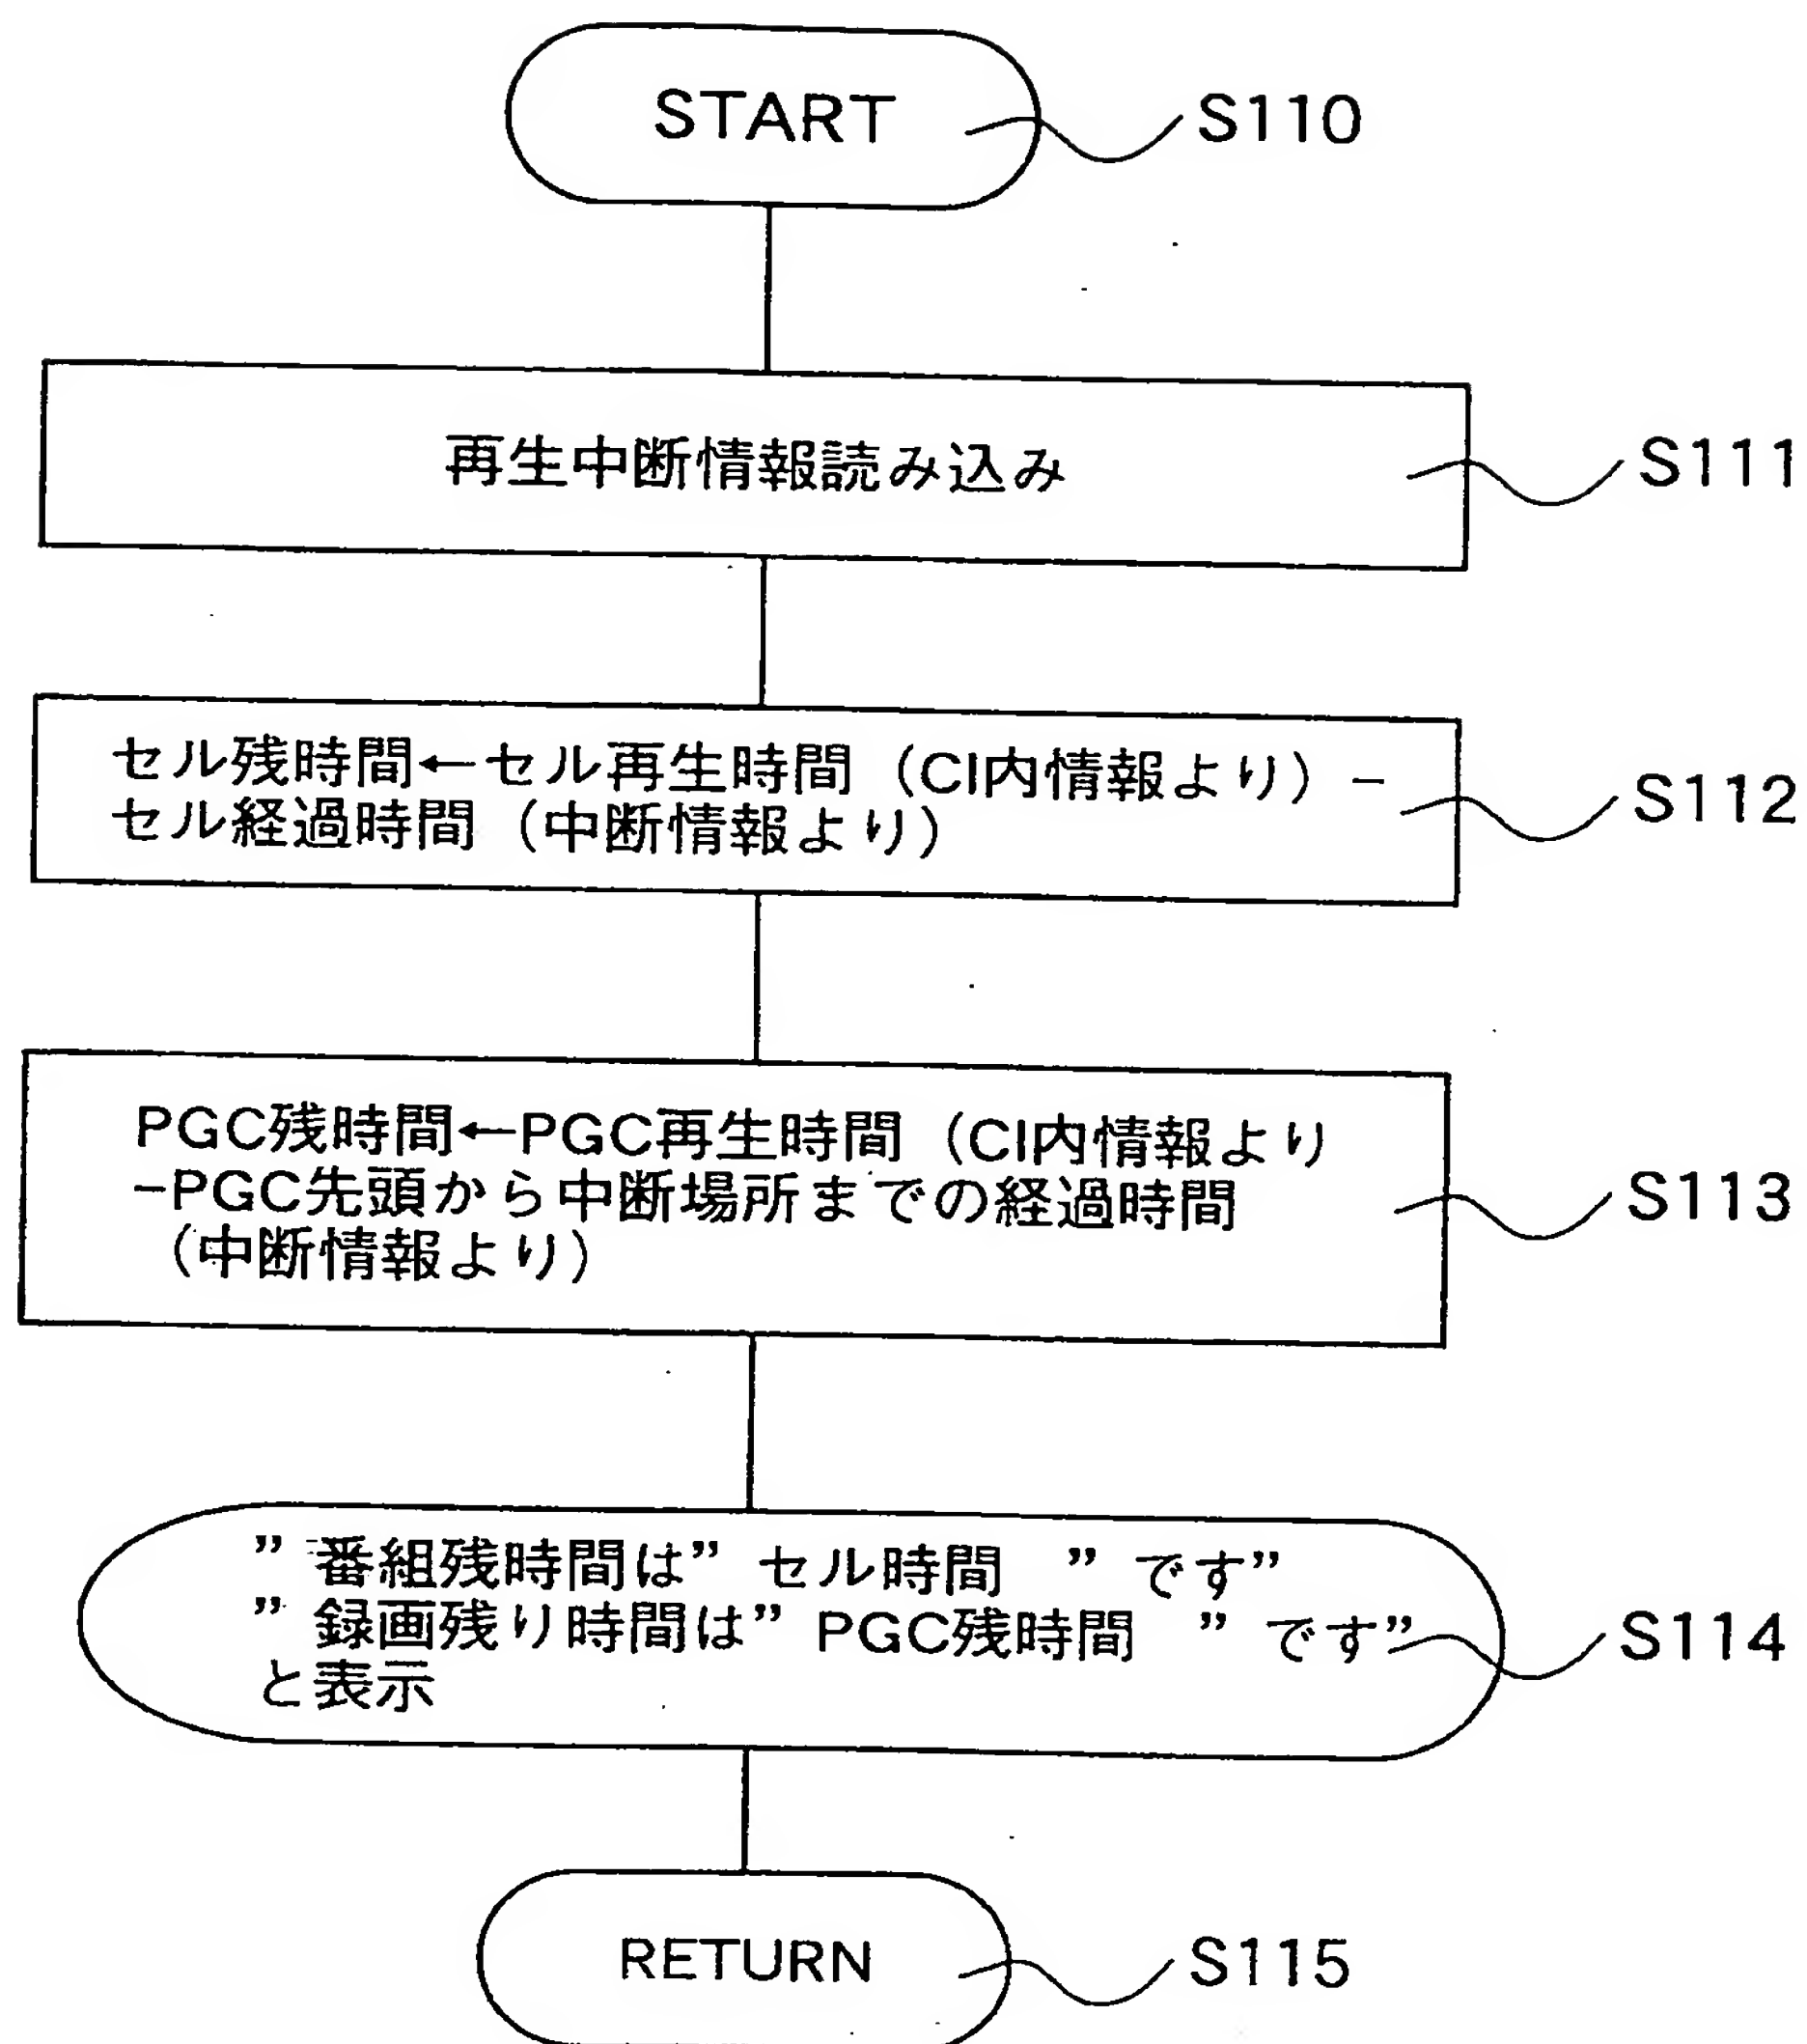 START
S110
再生中断情報読み込み
S111
セル残時間←セル再生時間（CI内情報より）−
セル経過時間（中断情報より）
S112
PGC残時間←PGC再生時間（CI内情報より
−PGC先頭から中断場所までの経過時間
（中断情報より）
S113
”番組残時間は”セル時間　”です”
”録画残り時間は”PGC残時間　”です”
と表示
S114
RETURN
S115